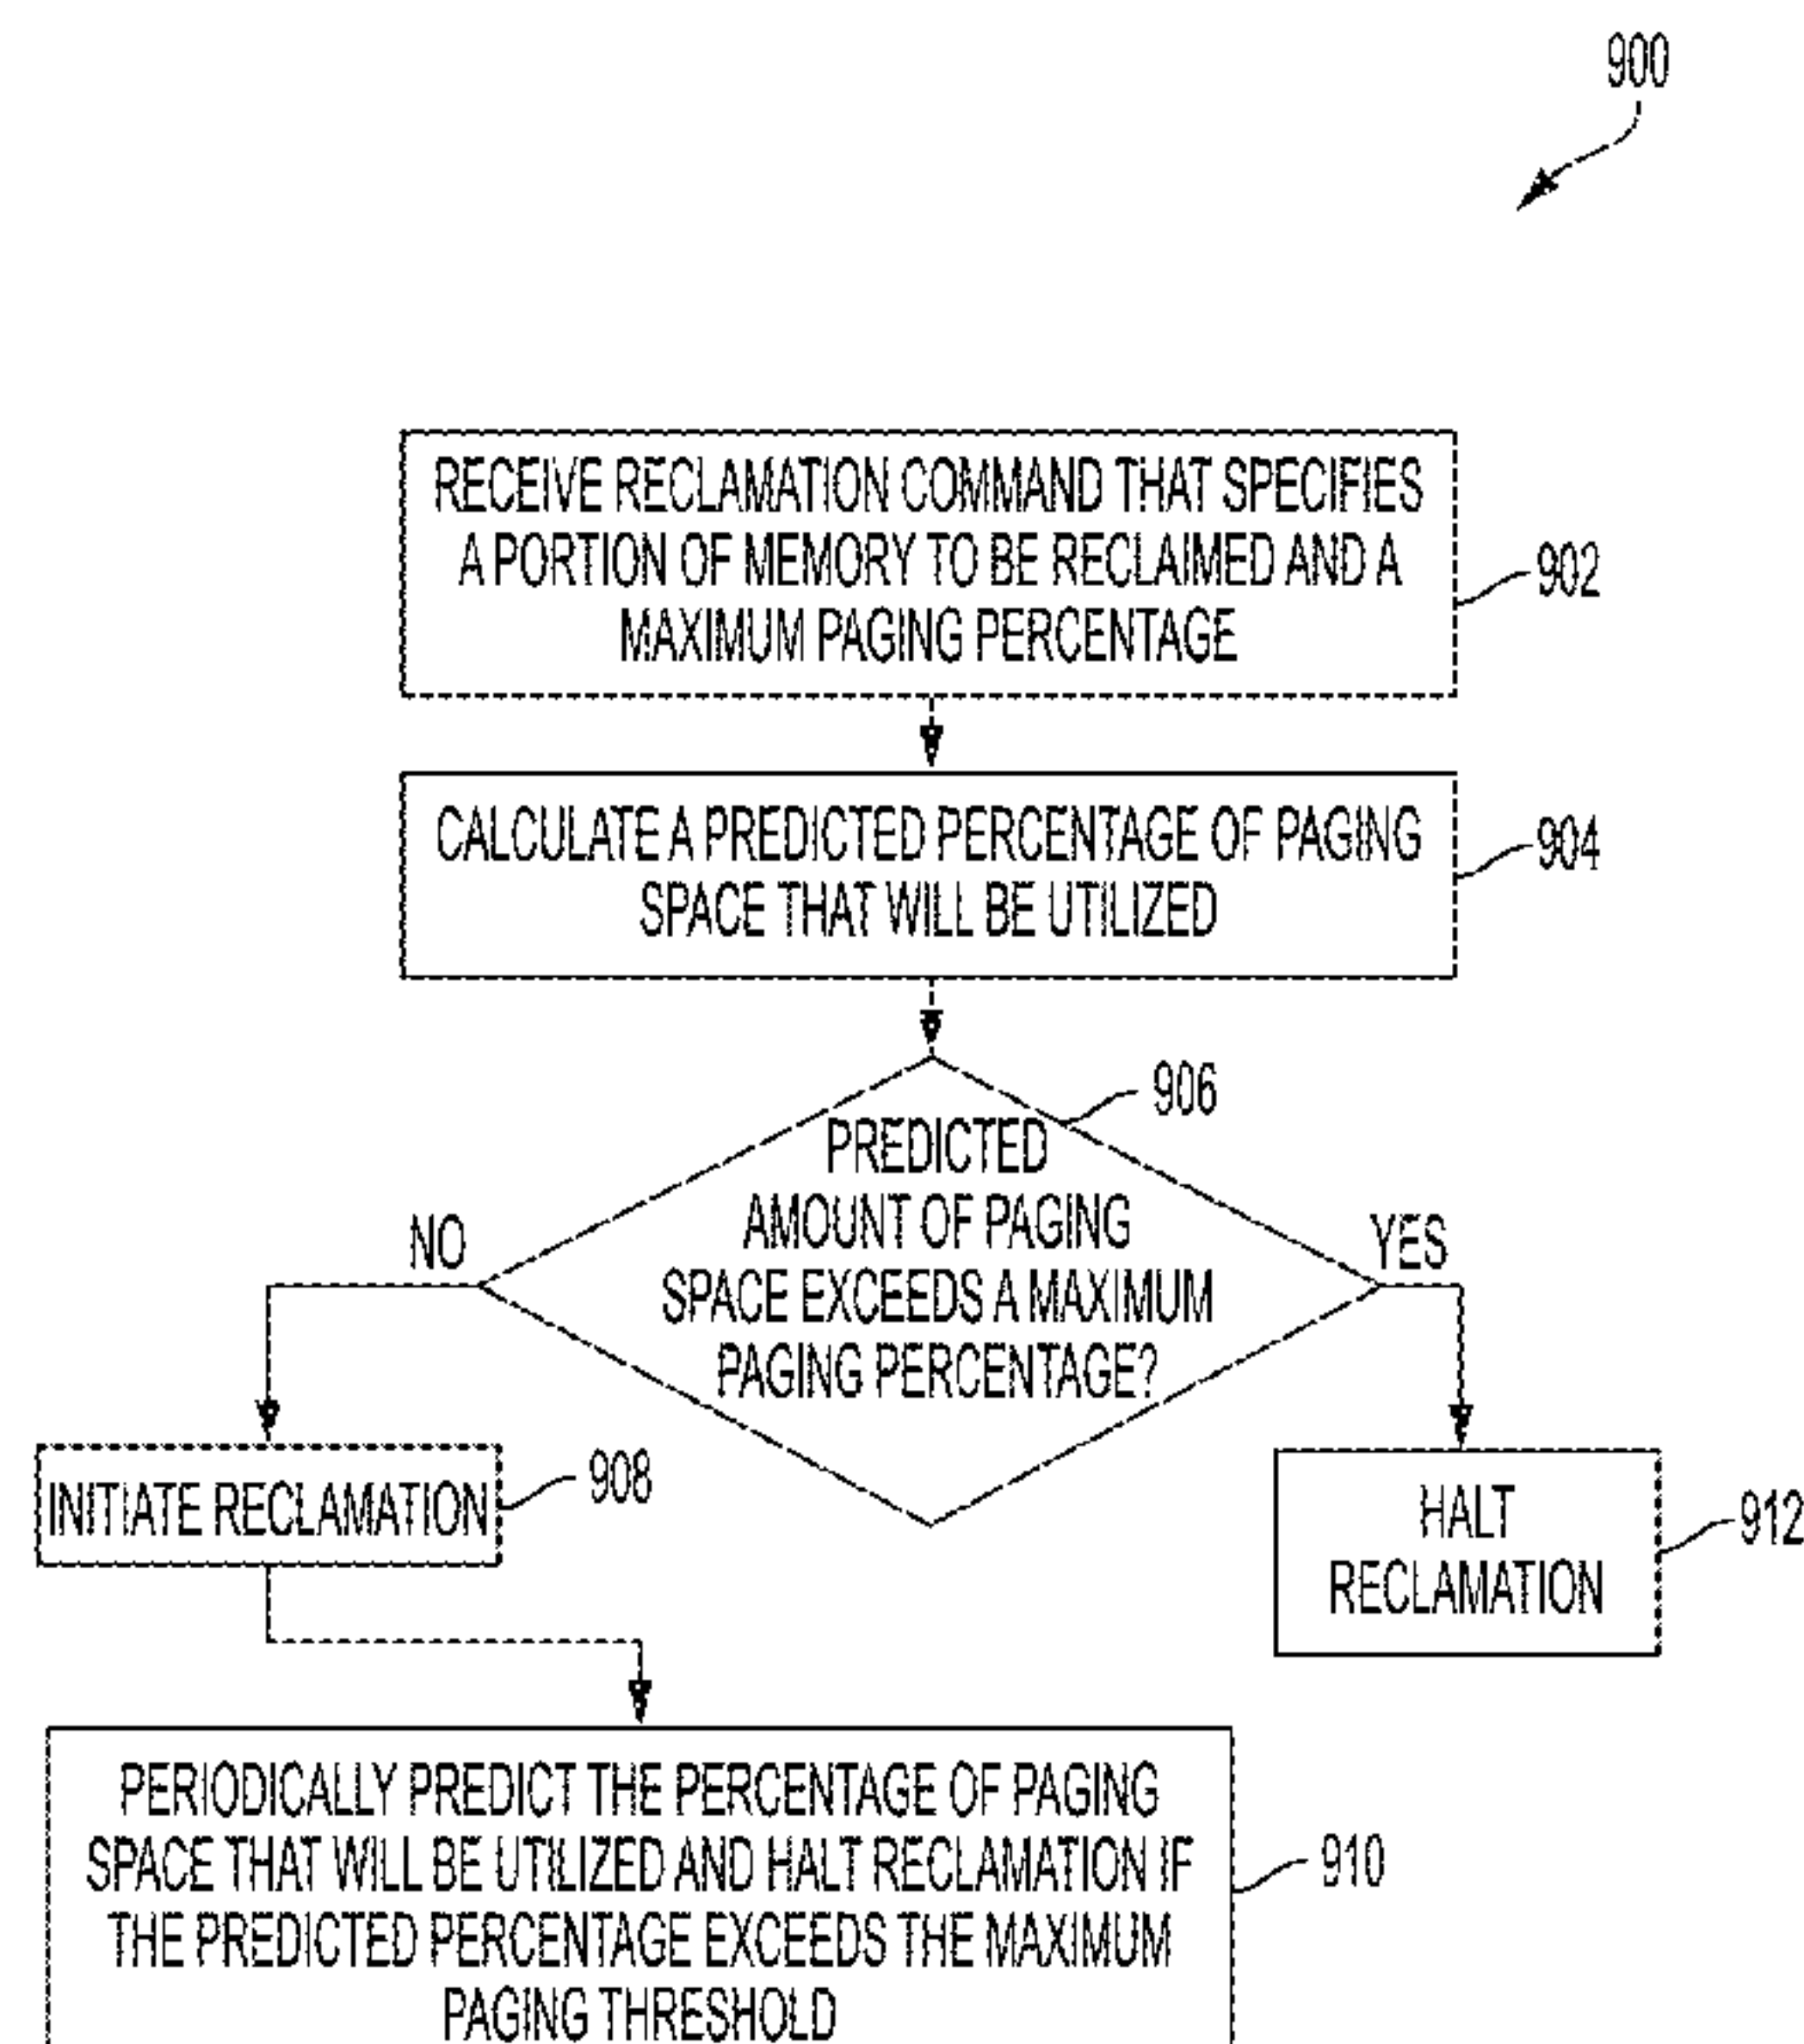 900
RECEIVE RECLAMATION COMMAND THAT SPECIFIES
A PORTION OF MEMORY TO BE RECLAIMED AND A
MAXIMUM PAGING PERCENTAGE
902
CALCULATE A PREDICTED PERCENTAGE OF PAGING
SPACE THAT WILL BE UTILIZED
904
906
PREDICTED
AMOUNT OF PAGING
SPACE EXCEEDS A MAXIMUM
PAGING PERCENTAGE?
NO
YES
INITIATE RECLAMATION
908
HALT
RECLAMATION
912
PERIODICALLY PREDICT THE PERCENTAGE OF PAGING
SPACE THAT WILL BE UTILIZED AND HALT RECLAMATION IF
THE PREDICTED PERCENTAGE EXCEEDS THE MAXIMUM
PAGING THRESHOLD
910